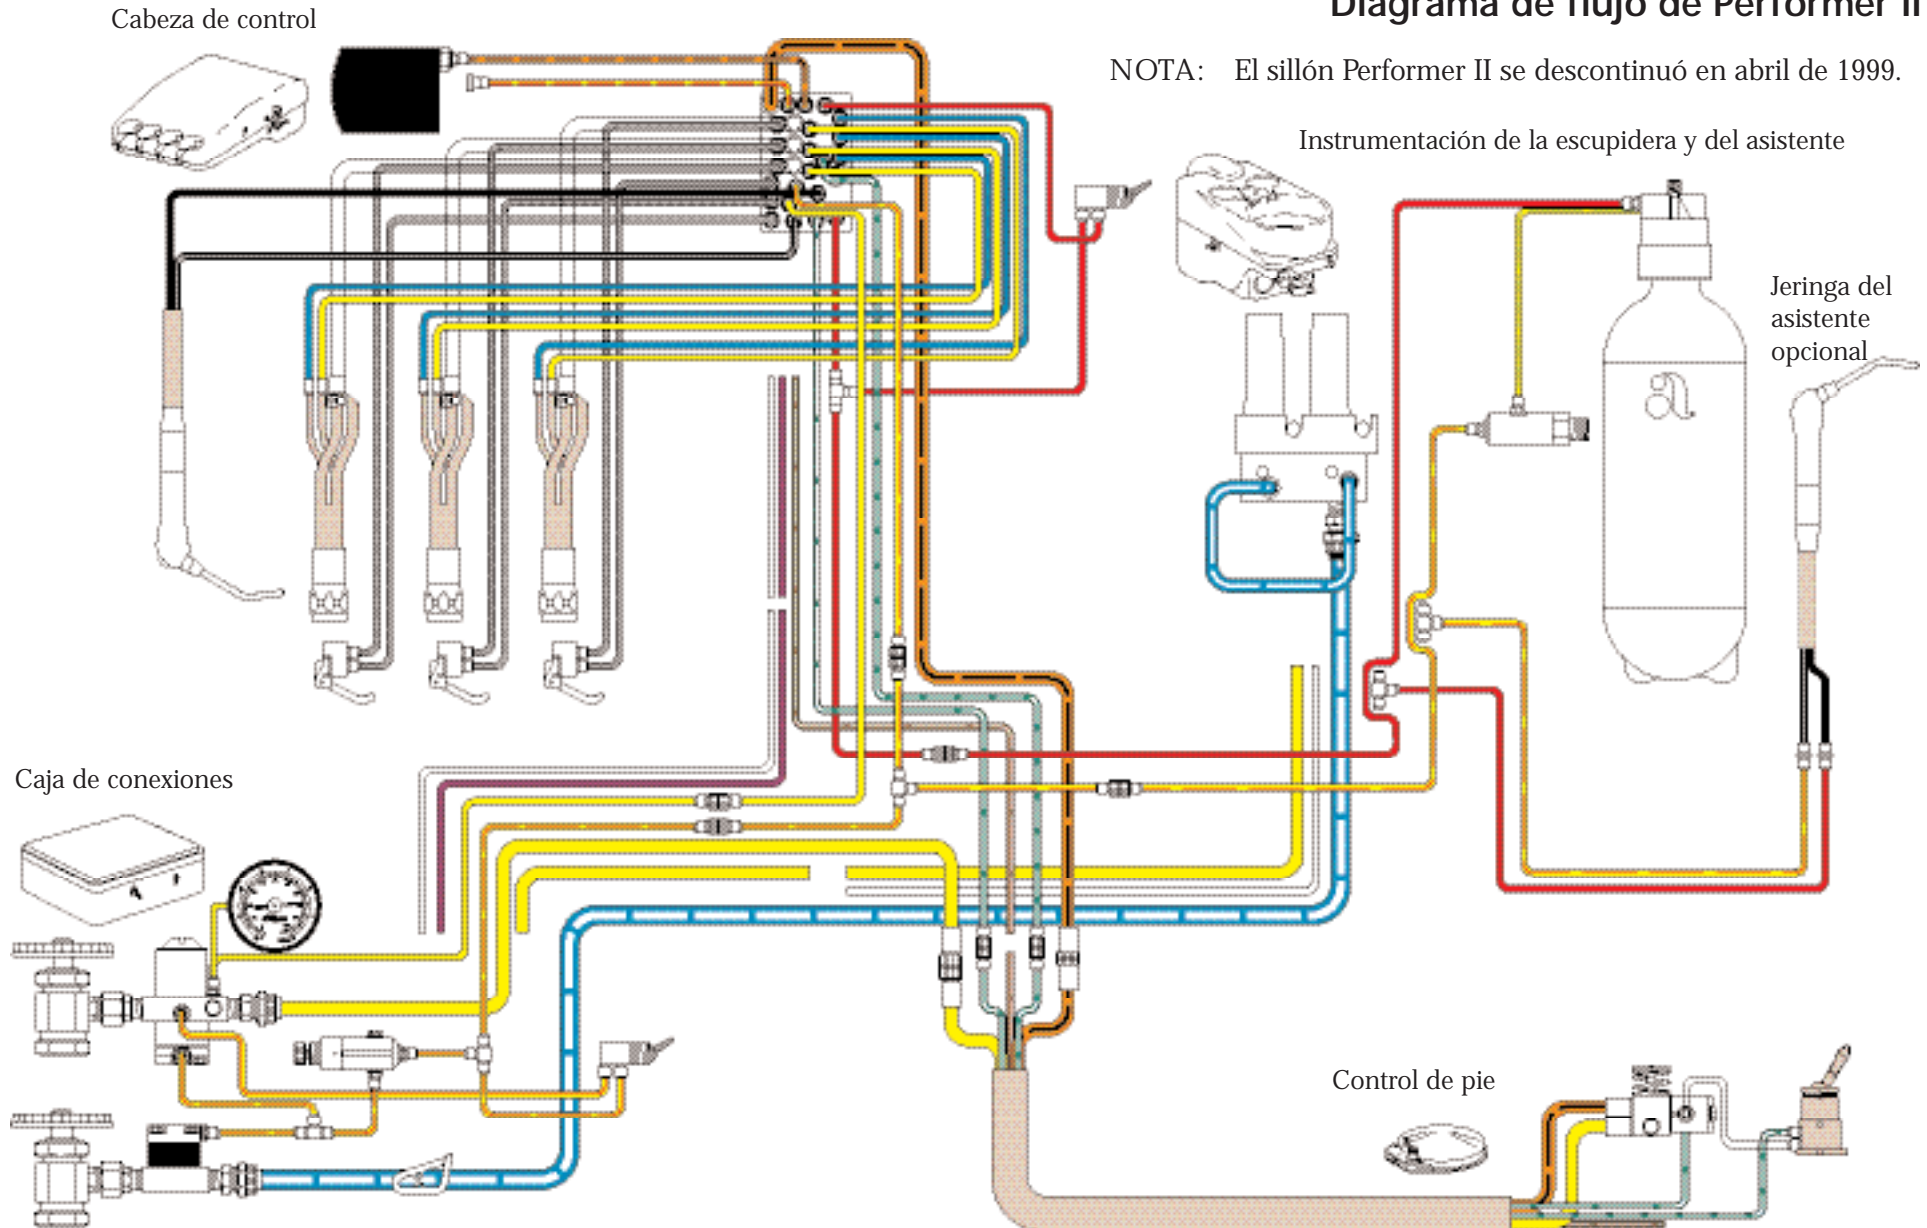 Diagrama de flujo de Performer II
Cabeza de control
NOTA: El sillón Performer II se descontinuó en abril de 1999.
Instrumentación de la escupidera y del asistente
Jeringa del
asistente
opcional
Caja de conexiones
Control de pie